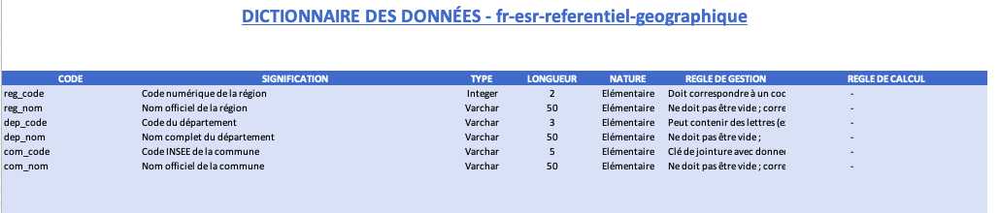 DICTIONNAIRE DES DONNÉES - fr-esr-referentiel-geographique
CODE SIGNIFICATION TYPE LONGUEUR NATURE REGLE DE GESTION REGLE DE CALCUL
reg_code Code numérique de la région Integer 2 Elémentaire Doit correspondre à un -
reg_nom Nom officiel de la région Varchar 50 Elémentaire Ne doit pas être vide ; corre -
dep_code Code du département Varchar 3 Elémentaire Peut contenir des lettres (e -
dep_nom Nom complet du département Varchar 50 Elémentaire Ne doit pas être vide ; -
com_code Code INSEE de la commune Varchar 5 Elémentaire Clé de jointure avec donne -
com_nom Nom officiel de la commune Varchar 50 Elémentaire Ne doit pas être vide ; corre -